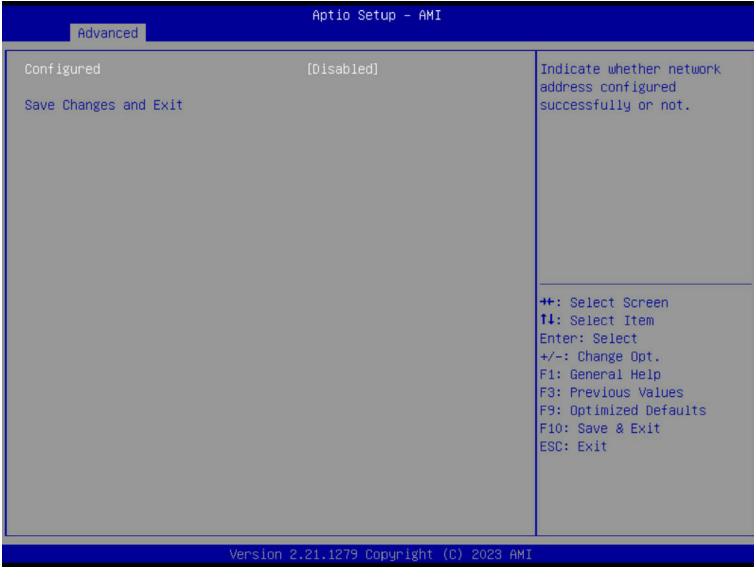 Aptio Setup – AMI
Advanced
Configured [Disabled]
Save Changes and Exit
Indicate whether network
address configured
successfully or not.
→←: Select Screen
↑↓: Select Item
Enter: Select
+/-: Change Opt.
F1: General Help
F3: Previous Values
F9: Optimized Defaults
F10: Save & Exit
ESC: Exit
Version 2.21.1279 Copyright (C) 2023 AMI